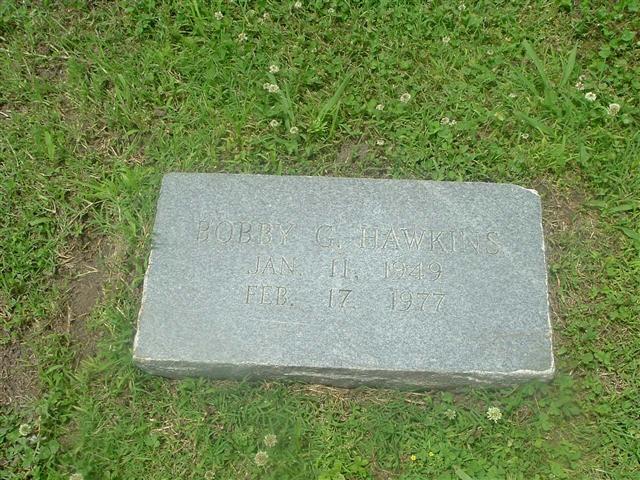 BOBBY G. HAWKINS
JAN. 11, 1949
FEB. 17 1977